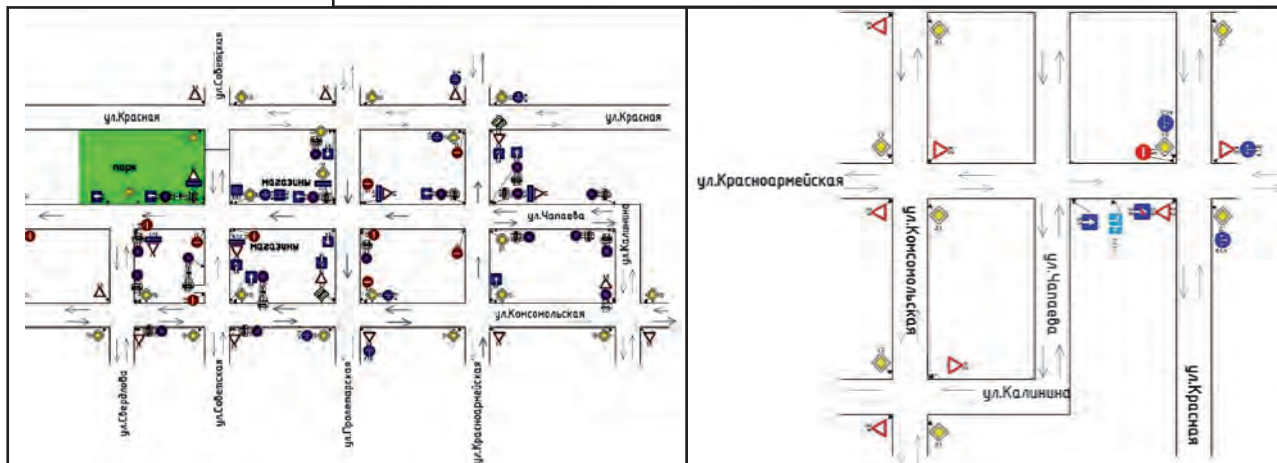 ул.Советская
ул.Красная
ул.Красная
парк
магазины
ул.Чапаева
ул.Калинина
магазины
ул.Комсомольская
ул.Свердлова
ул.Советская
ул.Пролетарская
ул.Красноармейская
ул.Красноармейская
ул.Комсомольская
ул.Чапаева
ул.Калинина
ул.Красная